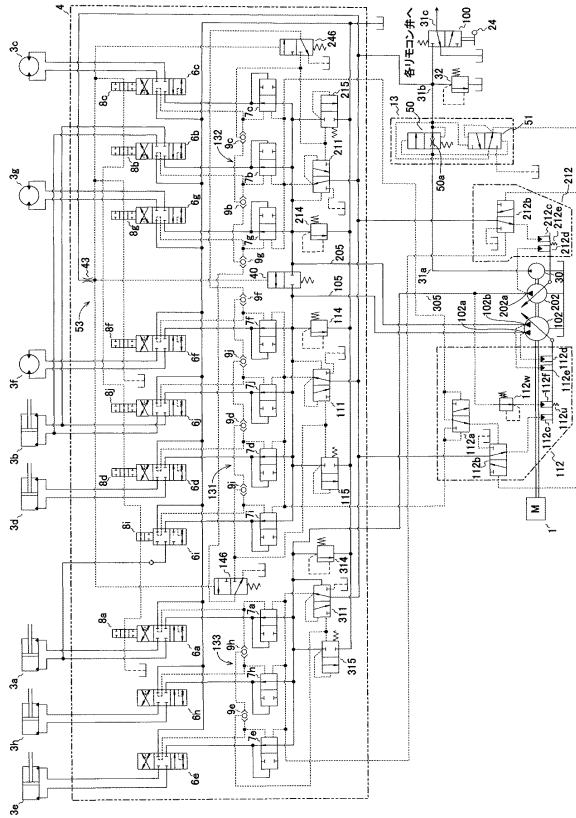 4
3c
8c
6c
7c
9c
132
246
215
3b
8b
6b
7b
9b
211
3g
8g
6g
7g
9g
214
43
53
40
205
105
9f
8f
6f
7f
3f
114
9j
8j
6j
7j
111
3b
9d
8d
6d
7d
131
115
3d
9i
8i
6i
7i
146
314
311
315
8a
6a
7a
3a
9h
133
6h
7h
3h
9e
6e
7e
3e
各リモコン弁へ
31c
100
24
31b
32
13
50
50a
51
212
212b
212c
212e
212d
31a
30
305
202a
202
102b
102
102a
112d
112e
112f
112w
112u
112c
112a
112b
112
M
1